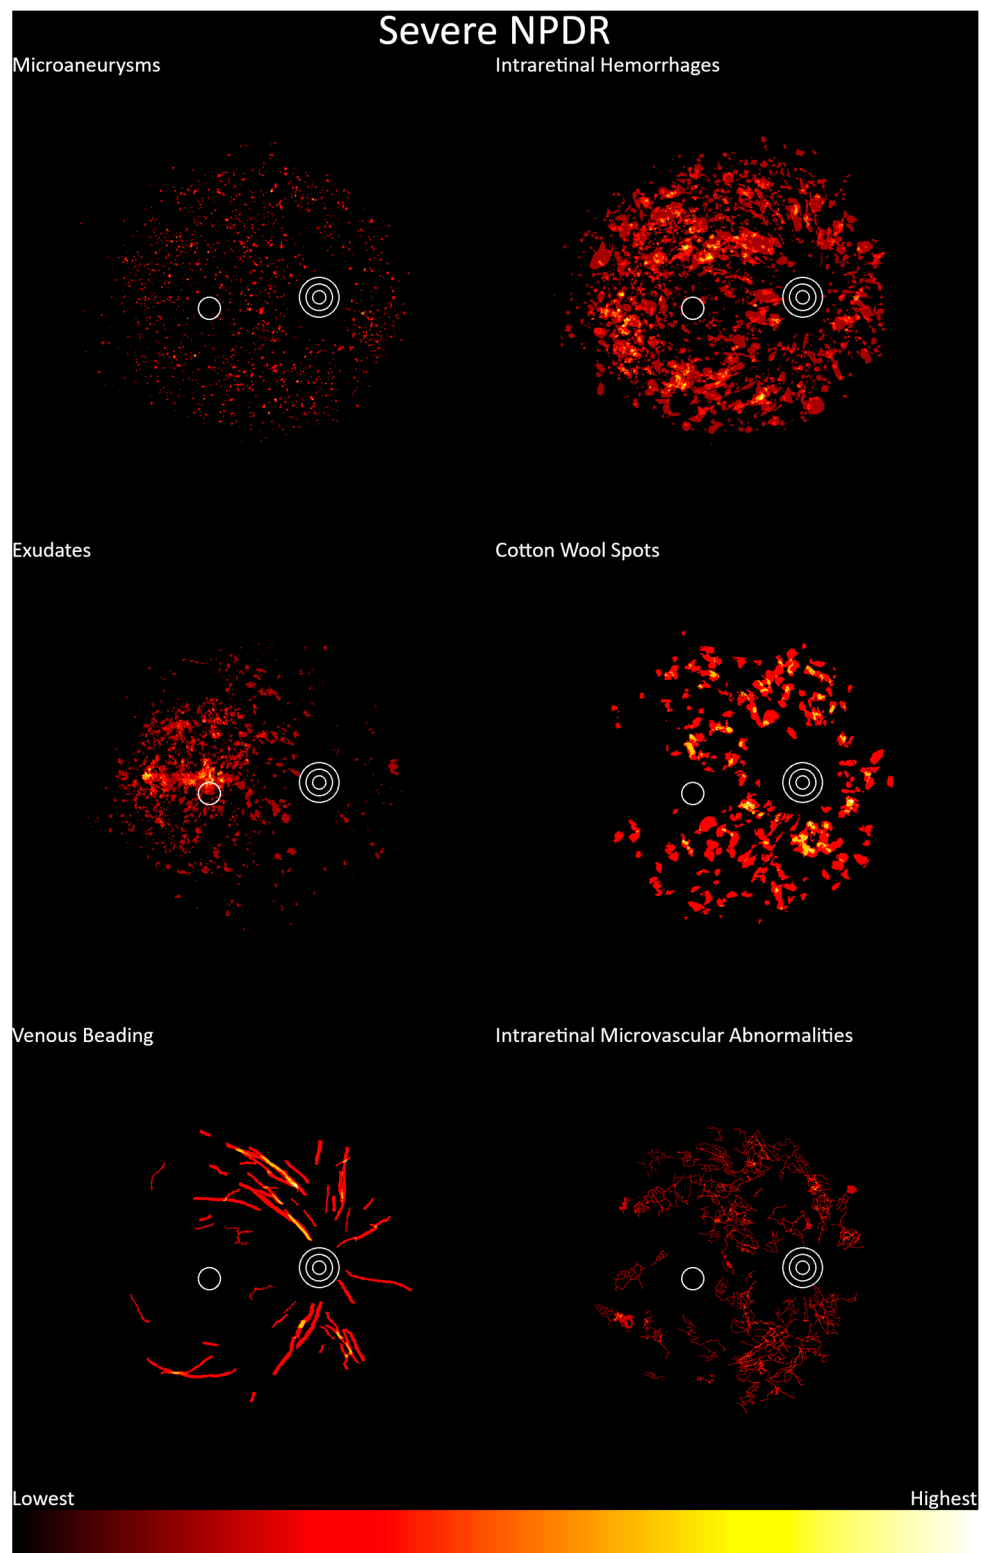 Severe NPDR
Microaneurysms
Intraretinal Hemorrhages
Exudates
Cotton Wool Spots
Venous Beading
Intraretinal Microvascular Abnormalities
Lowest
Highest